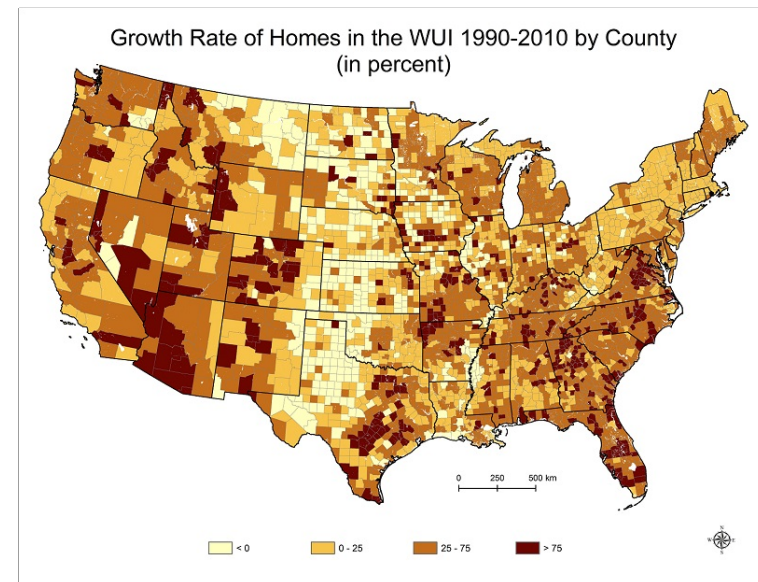 Growth Rate of Homes in the WUI 1990-2010 by County
(in percent)
0 250 500 km
< 0 0 - 25 25 - 75 > 75
N
W E
S